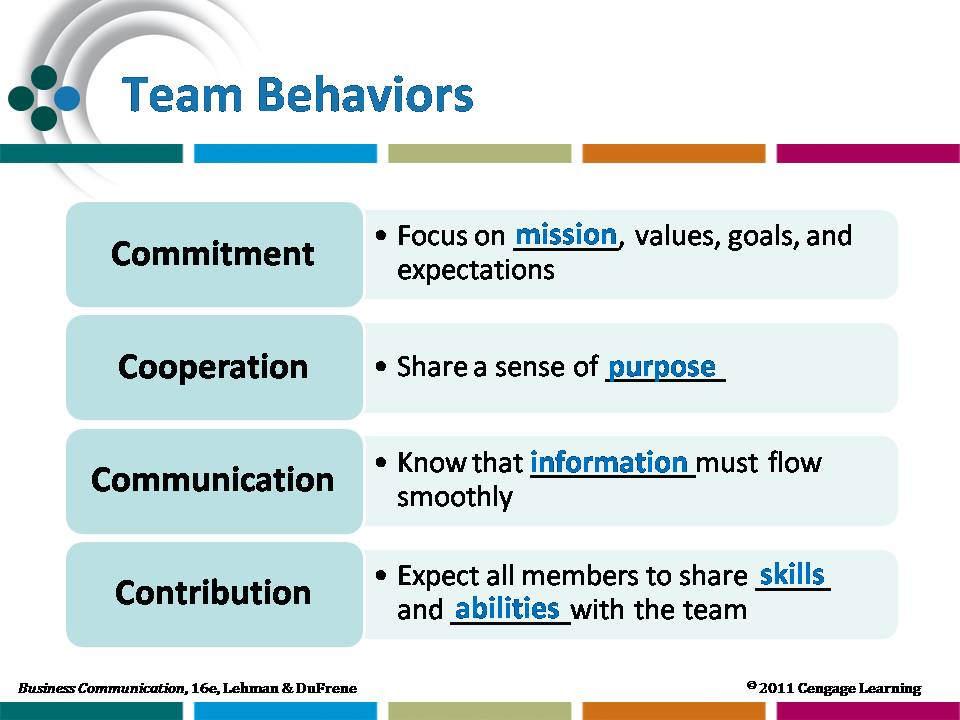 Team Behaviors
Commitment
• Focus on mission, values, goals, and
expectations
Cooperation
• Share a sense of purpose
Communication
• Know that information must flow
smoothly
Contribution
• Expect all members to share skills
and abilities with the team
Business Communication, 16e, Lehman & DuFrene
© 2011 Cengage Learning